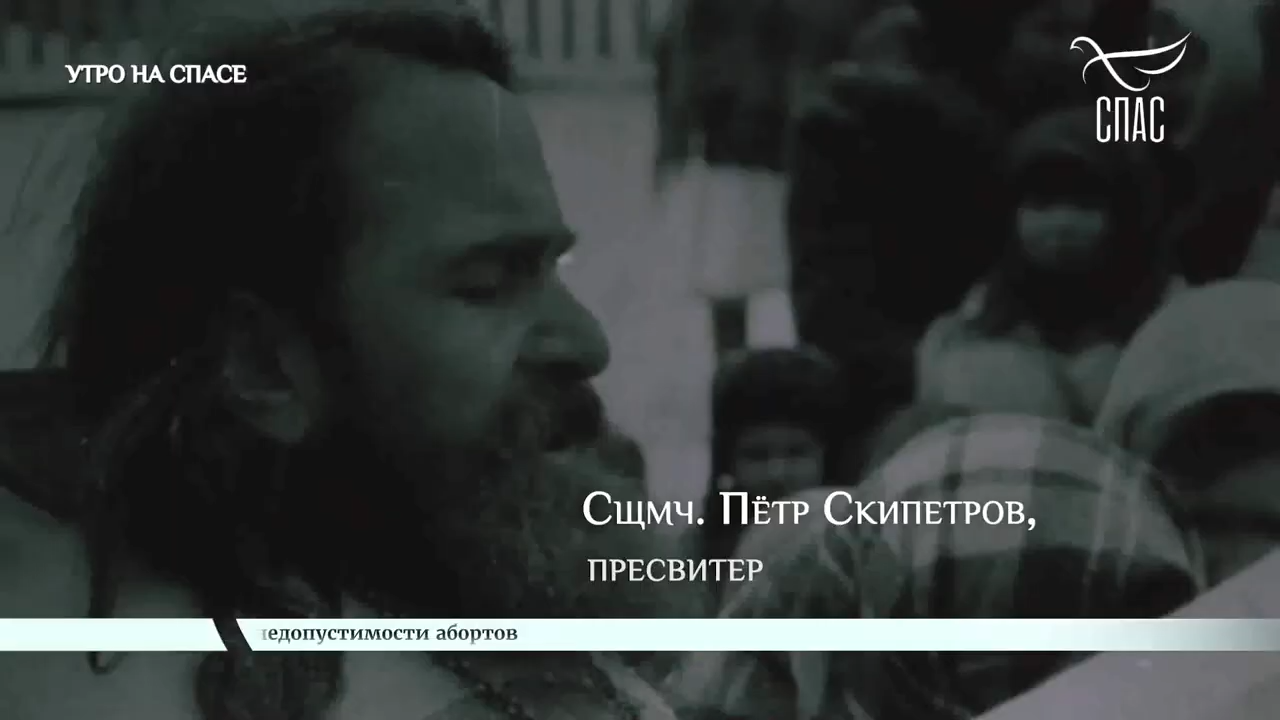 УТРО НА СПАСЕ
СПАС
Сщмч. Пётр Скипетров,
пресвитер
едопустимости абортов